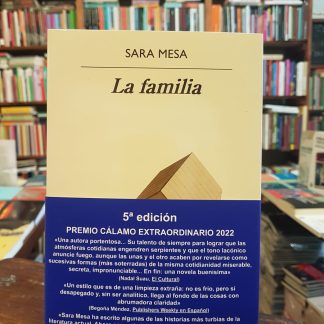 SARA MESA
La familia
5ª edición
PREMIO CÁLAMO EXTRAORDINARIO 2022
«Una autora portentosa... Su talento de siempre para lograr que las
atmósferas cotidianas engendren serpientes y que el tono lacónico
anuncie fuego, aunque las unas y el otro acaben por revelarse como
sucesivas formas (más soterradas) de la misma cotidianidad miserable,
secreta, impronunciable... En fin: una novela buenísima»
(Nadal Suau, El Cultural)
«Un estilo que es de una limpieza extraña: no es frío, pero sí
desapegado y, sin ser analítico, llega al fondo de las cosas con
abrumadora claridad»
(Begoña Méndez, Publishers Weekly en Español)
«Sara Mesa ha escrito algunas de las historias más turbias de la
literatura actual.